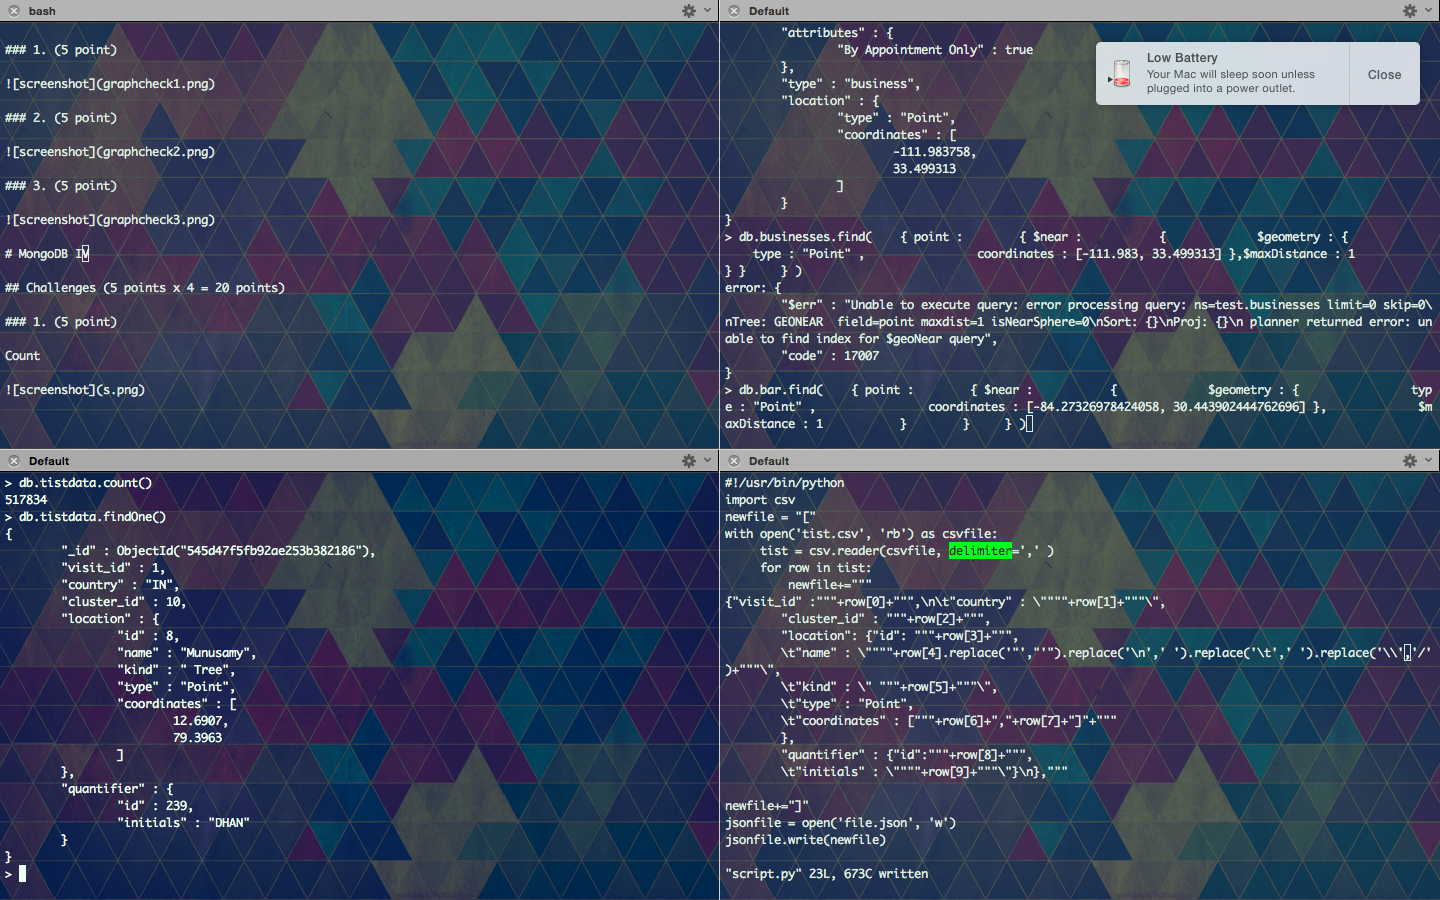 bash
### 1. (5 point)
![screenshot](graphcheck1.png)
### 2. (5 point)
![screenshot](graphcheck2.png)
### 3. (5 point)
![screenshot](graphcheck3.png)
# MongoDB IV
## Challenges (5 points x 4 = 20 points)
### 1. (5 point)
Count
![screenshot](s.png)
Default
"attributes" : {
"By Appointment Only" : true
},
"type" : "business",
"location" : {
"type" : "Point",
"coordinates" : [
-111.983758,
33.499313
]
}
}
> db.businesses.find( { point : { $near : { $geometry : {
type : "Point" , coordinates : [-111.983, 33.499313] },$maxDistance : 1
} } } )
error: {
"$err" : "Unable to execute query: error processing query: ns=test.businesses limit=0 skip=0\
nTree: GEONEAR  field=point maxdist=1 isNearSphere=0\nSort: {}\nProj: {}\n planner returned error: un
able to find index for $geoNear query",
"code" : 17007
}
> db.bar.find( { point : { $near : { $geometry : { typ
e : "Point" , coordinates : [-84.27326978424058, 30.443902444762696] }, $m
axDistance : 1 } } } )
Low Battery
Your Mac will sleep soon unless
plugged into a power outlet.
Close
Default
> db.tistdata.count()
517834
> db.tistdata.findOne()
{
"_id" : ObjectId("545d47f5fb92ae253b382186"),
"visit_id" : 1,
"country" : "IN",
"cluster_id" : 10,
"location" : {
"id" : 8,
"name" : "Munusamy",
"kind" : " Tree",
"type" : "Point",
"coordinates" : [
12.6907,
79.3963
]
},
"quantifier" : {
"id" : 239,
"initials" : "DHAN"
}
}
>
Default
#!/usr/bin/python
import csv
newfile = "["
with open('tist.csv', 'rb') as csvfile:
tist = csv.reader(csvfile, delimiter=',' )
for row in tist:
newfile+="""
{"visit_id" :"""+row[0]+""",\n\t"country" : \""""+row[1]+"""\",
"cluster_id" : """+row[2]+""",
"location": {"id": """+row[3]+""",
\t"name" : \""""+row[4].replace('"',"'").replace('\n',' ').replace('\t',' ').replace('\\','/'
)+"""\",
\t"kind" : \" """+row[5]+"""\",
\t"type" : "Point",
\t"coordinates" : ["""+row[6]+","+row[7]+"]"+"""
},
"quantifier" : {"id":"""+row[8]+""",
\t"initials" : \""""+row[9]+"""\"}\n},"""
newfile+="]"
jsonfile = open('file.json', 'w')
jsonfile.write(newfile)
"script.py" 23L, 673C written